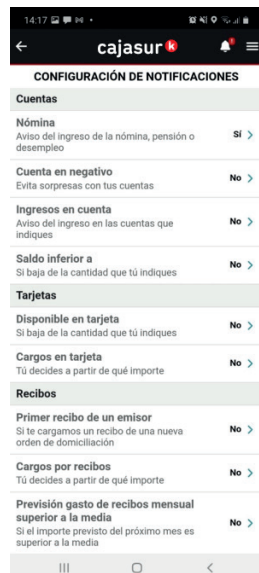 14:17
cajasur k
CONFIGURACIÓN DE NOTIFICACIONES
Cuentas
Nómina
Aviso del ingreso de la nómina, pensión o
desempleo
Sí
Cuenta en negativo
Evita sorpresas con tus cuentas
No
Ingresos en cuenta
Aviso del ingreso en las cuentas que
indiques
No
Saldo inferior a
Si baja de la cantidad que tú indiques
No
Tarjetas
Disponible en tarjeta
Si baja de la cantidad que tú indiques
No
Cargos en tarjeta
Tú decides a partir de qué importe
No
Recibos
Primer recibo de un emisor
Si te cargamos un recibo de una nueva
orden de domiciliación
No
Cargos por recibos
Tú decides a partir de qué importe
No
Previsión gasto de recibos mensual
superior a la media
Si el importe previsto del próximo mes es
superior a la media
No